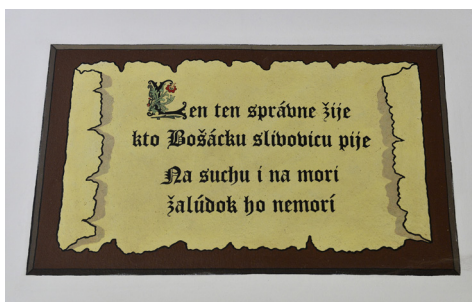 Len ten správne žije
kto Bošácku slivovicu pije
Na suchu i na mori
žalúdok ho nemorí